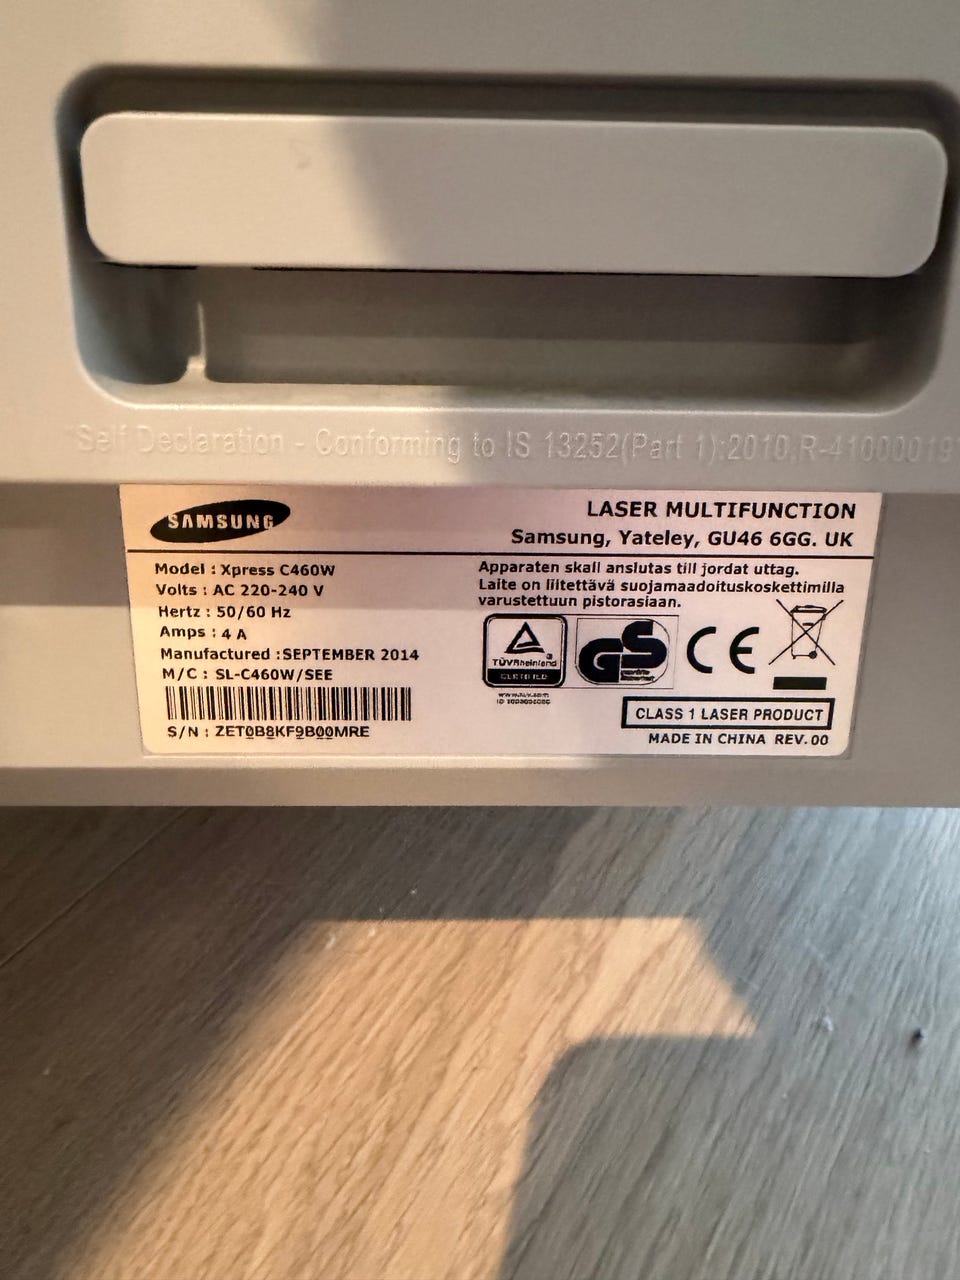 Self Declaration - Conforming to IS 13252(Part 1):2010,R-41000019
SAMSUNG
LASER MULTIFUNCTION
Samsung, Yateley, GU46 6GG. UK
Model : Xpress C460W
Volts : AC 220-240 V
Hertz : 50/60 Hz
Amps : 4 A
Manufactured :SEPTEMBER 2014
M/C : SL-C460W/SEE
S/N : ZET0B8KF9B00MRE
Apparaten skall anslutas till jordat uttag.
Laite on liitettävä suojamaadoituskoskettimilla
varustettuun pistorasiaan.
TÜVRheinland
CERTIFIED
www.tuv.com
GS
CE
CLASS 1 LASER PRODUCT
MADE IN CHINA REV.00